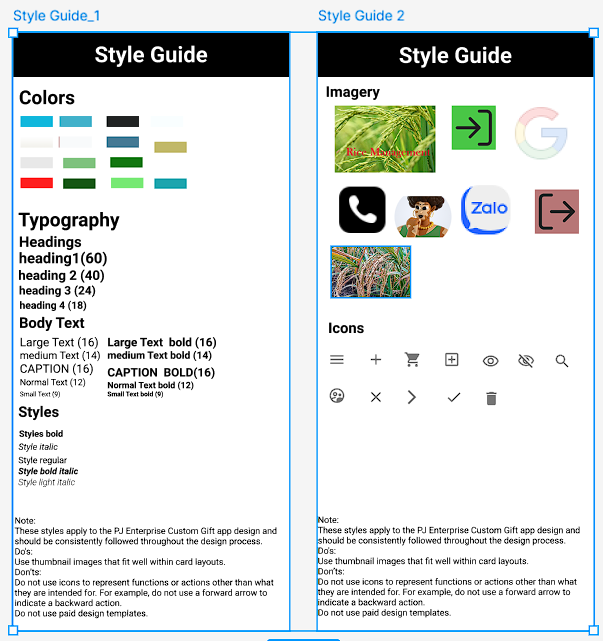 Style Guide_1
Style Guide
Colors
Typography
Headings
heading1(60)
heading 2 (40)
heading 3 (24)
heading 4 (18)
Body Text
Large Text (16) Large Text bold (16)
medium Text (14) medium Text bold (14)
CAPTION (16) CAPTION BOLD(16)
Normal Text (12) Normal Text bold (12)
Small Text (9) Small Text bold (9)
Styles
Styles bold
Style italic
Style regular
Style bold italic
Style light italic
Note:
These styles apply to the PJ Enterprise Custom Gift app design and
should be consistently followed throughout the design process.
Do's:
Use thumbnail images that fit well within card layouts.
Don'ts:
Do not use icons to represent functions or actions other than what
they are intended for. For example, do not use a forward arrow to
indicate a backward action.
Do not use paid design templates.
Style Guide 2
Style Guide
Imagery
Rice Management
Zalo
Icons
Note:
These styles apply to the PJ Enterprise Custom Gift app design and
should be consistently followed throughout the design process.
Do's:
Use thumbnail images that fit well within card layouts.
Don'ts:
Do not use icons to represent functions or actions other than what
they are intended for. For example, do not use a forward arrow to
indicate a backward action.
Do not use paid design templates.